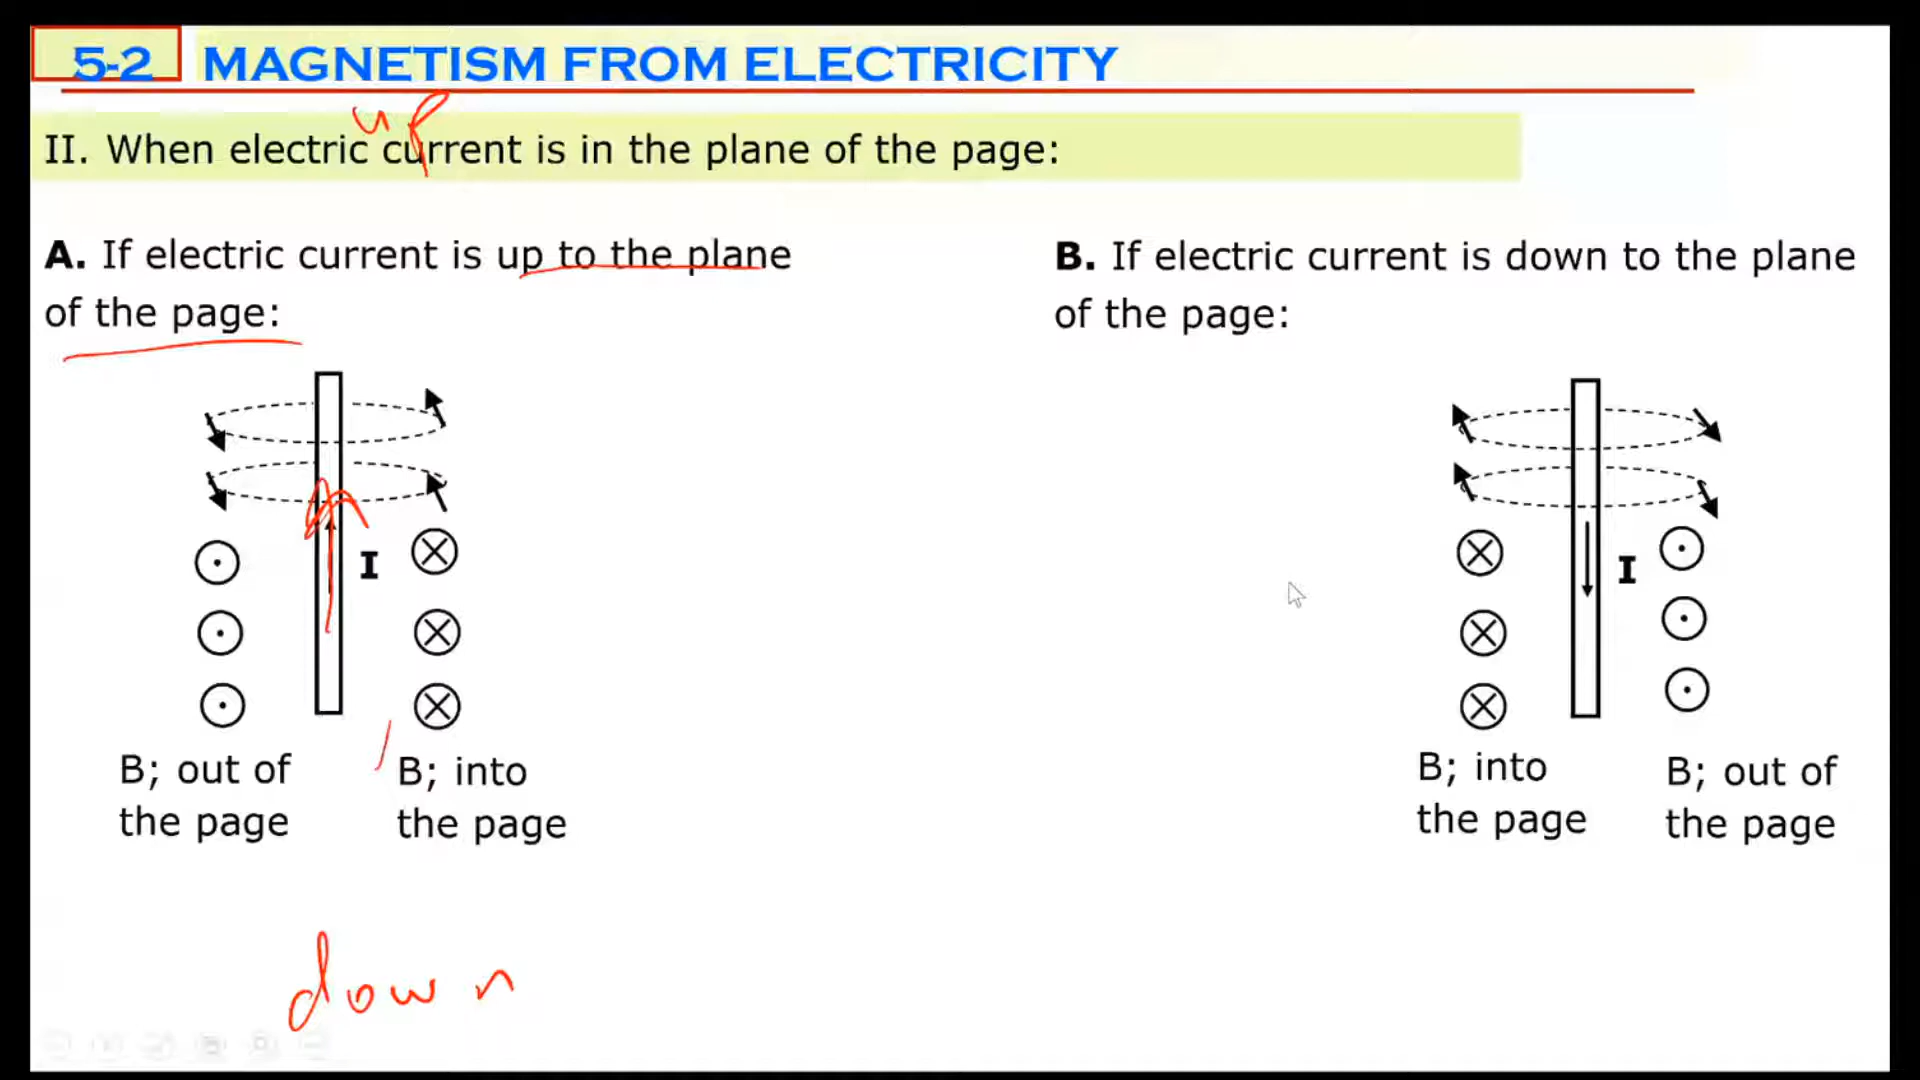 5-2 MAGNETISM FROM ELECTRICITY
up
II. When electric current is in the plane of the page:
A. If electric current is up to the plane
of the page:
B. If electric current is down to the plane
of the page:
I
I
B; out of
the page
B; into
the page
B; into
the page
B; out of
the page
down